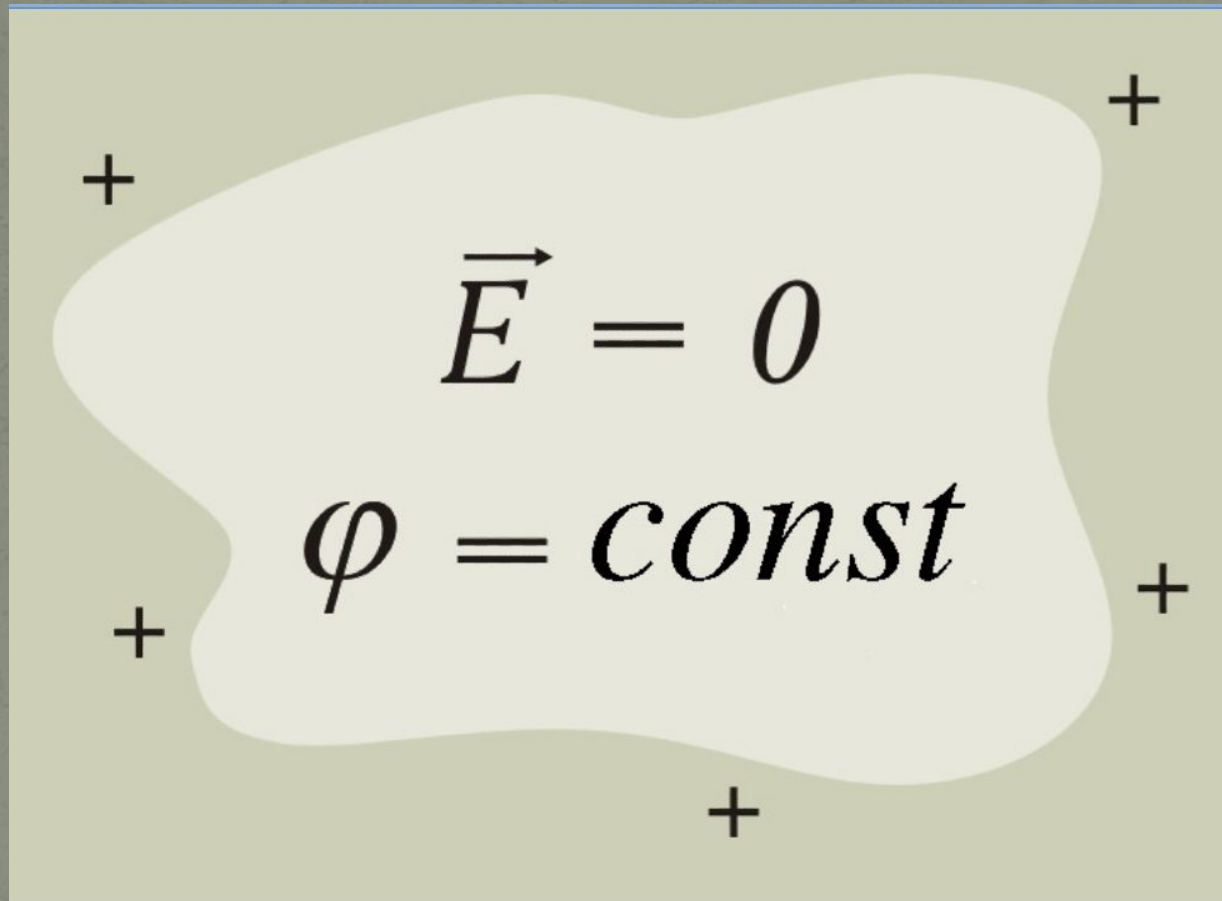 +
+
E⃗ = 0
φ = const
+
+
+